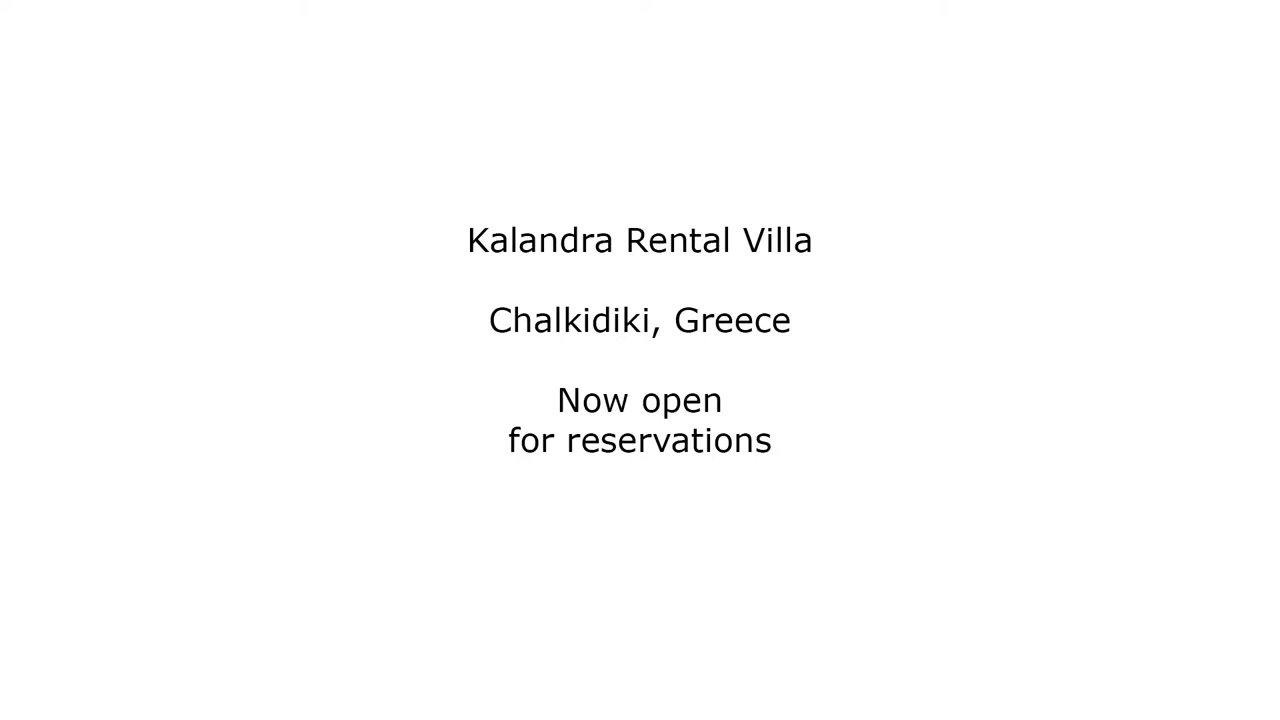 Kalandra Rental Villa
Chalkidiki, Greece
Now open
for reservations